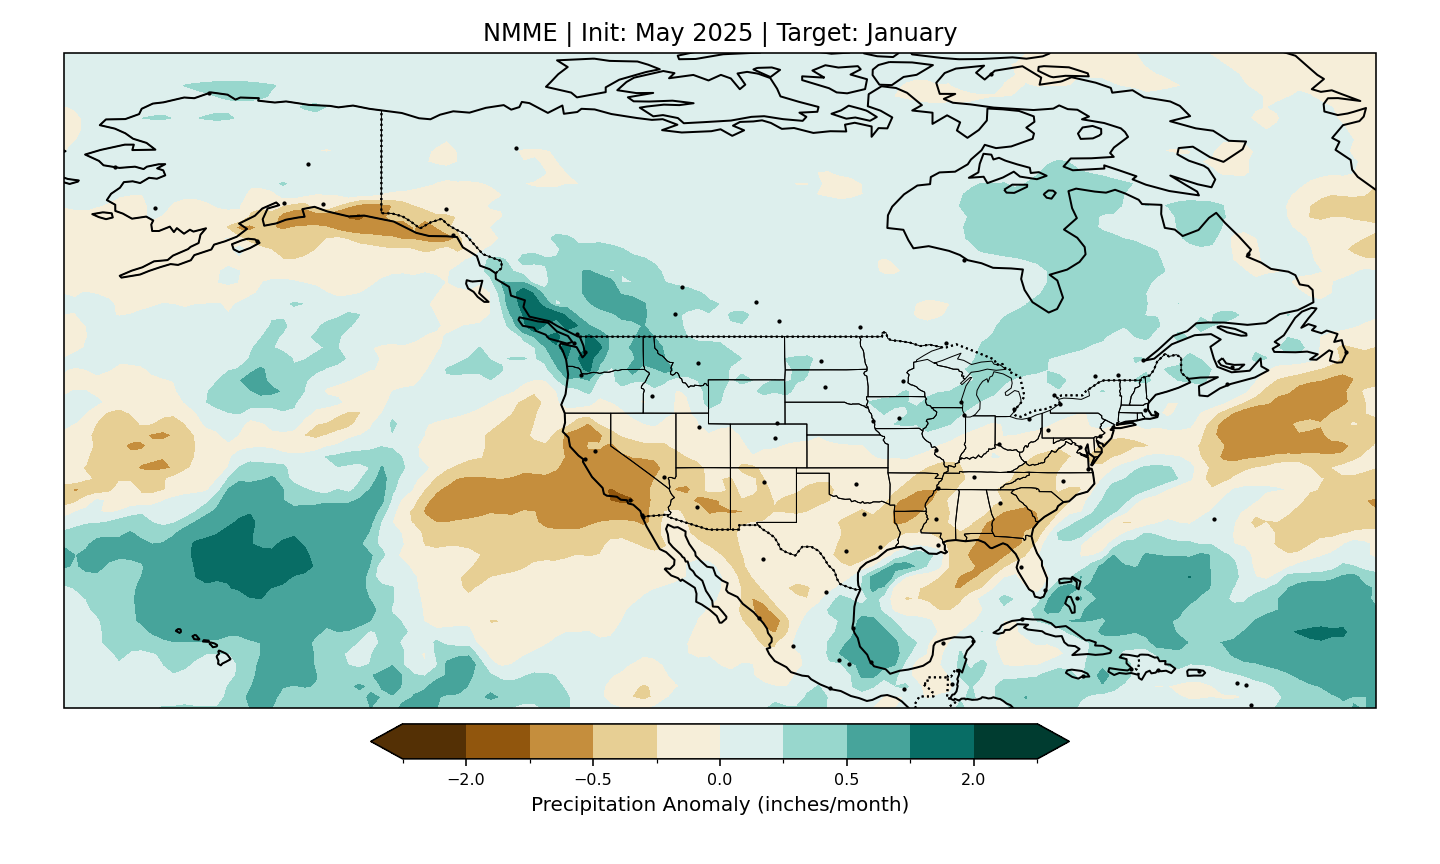 NMME | Init: May 2025 | Target: January
−2.0 −0.5 0.0 0.5 2.0
Precipitation Anomaly (inches/month)